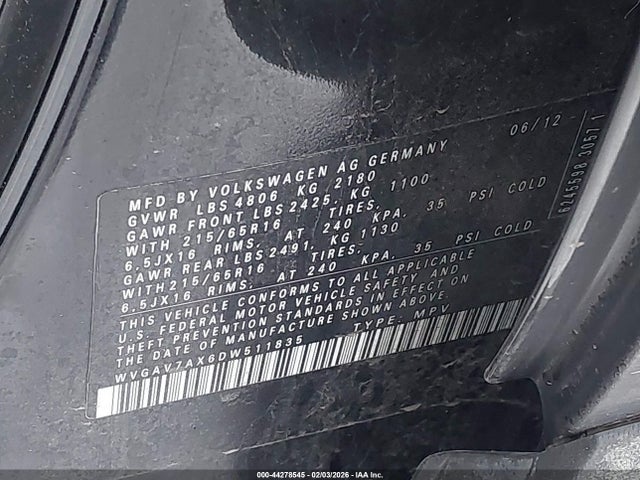 06/12
MFD BY VOLKSWAGEN AG GERMANY
GVWR LBS 4806 KG 2180
GAWR FRONT LBS 2425, KG 1100
WITH 215/65R16 TIRES.
6,5JX16 RIMS. AT 240 KPA, 35 PSI COLD
GAWR REAR LBS 2491, KG 1130
WITH 215/65R16 TIRES.
6,5JX16 RIMS. AT 240 KPA, 35 PSI COLD
THIS VEHICLE CONFORMS TO ALL APPLICABLE
U.S. FEDERAL MOTOR VEHICLE SAFETY, AND
THEFT PREVENTION STANDARDS IN EFFECT ON
DATE OF MANUFACTURE SHOWN ABOVE.
WVGAV7AX6DW511835 TYPE: MPV
000-44278545 - 02/03/2026 - IAA Inc.